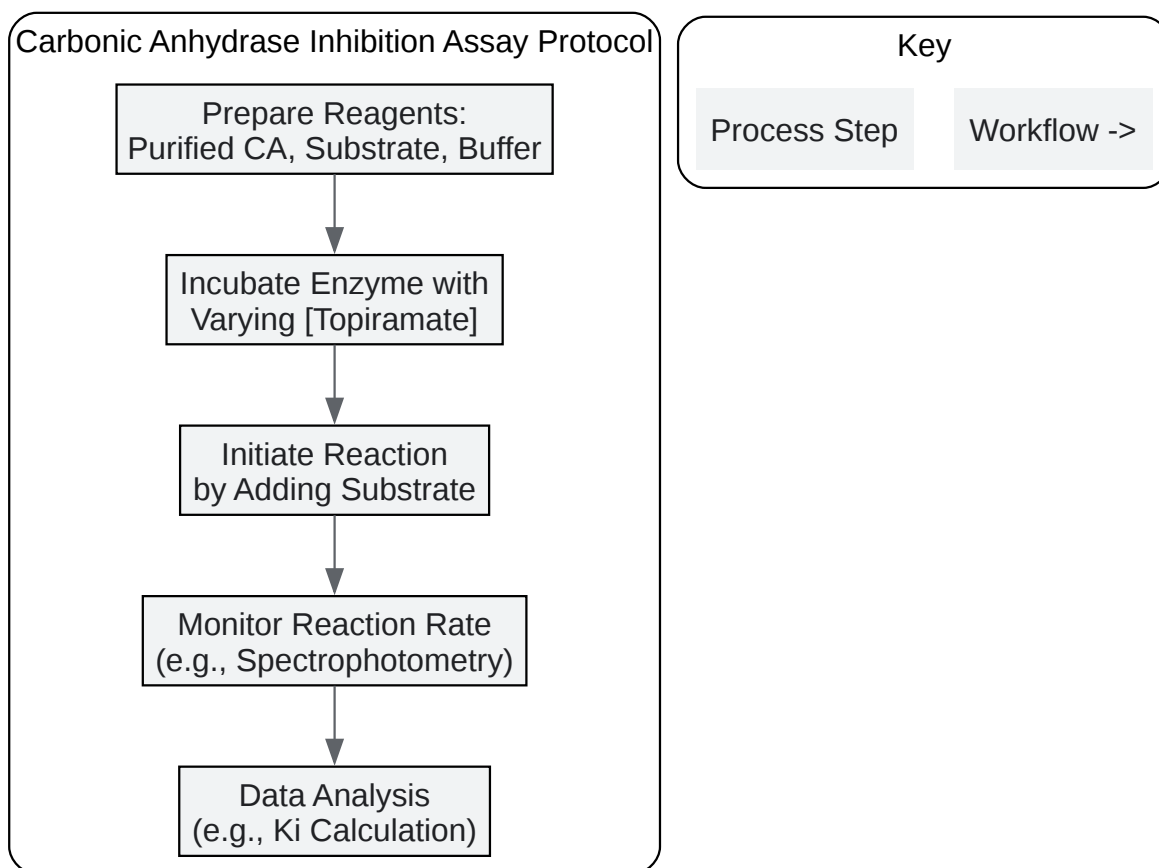 Carbonic Anhydrase Inhibition Assay Protocol
Prepare Reagents:
Purified CA, Substrate, Buffer
Incubate Enzyme with
Varying [Topiramate]
Initiate Reaction
by Adding Substrate
Monitor Reaction Rate
(e.g., Spectrophotometry)
Data Analysis
(e.g., Ki Calculation)
Key
Process Step
Workflow ->